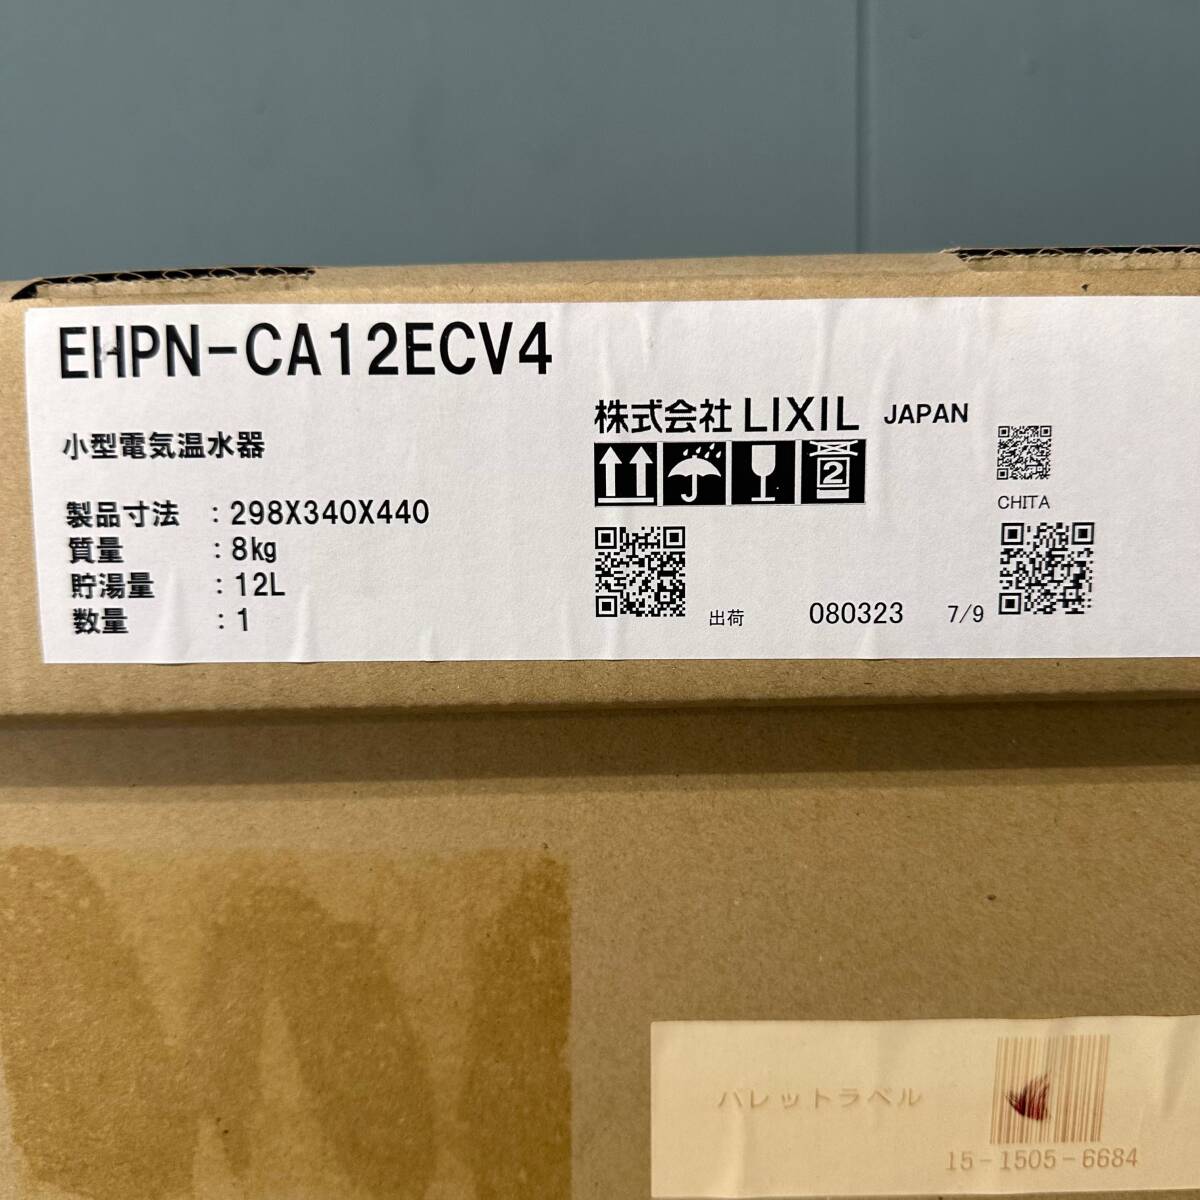 EHPN-CA12ECV4
小型電気温水器
製品寸法 : 298X340X440
質量 : 8kg
貯湯量 : 12L
数量 : 1
株式会社 LIXIL JAPAN
2
CHITA
出荷 080323 7/9
パレットラベル
15-1505-6684